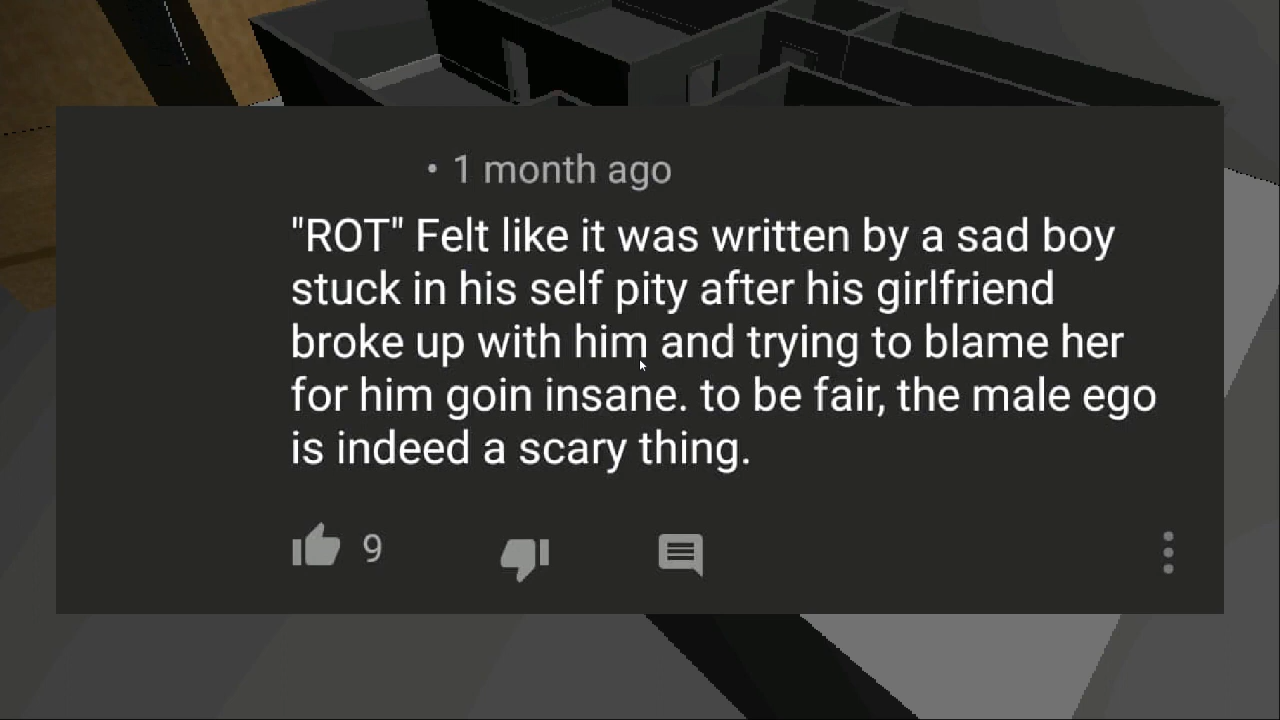 • 1 month ago
"ROT" Felt like it was written by a sad boy
stuck in his self pity after his girlfriend
broke up with him and trying to blame her
for him goin insane. to be fair, the male ego
is indeed a scary thing.
9